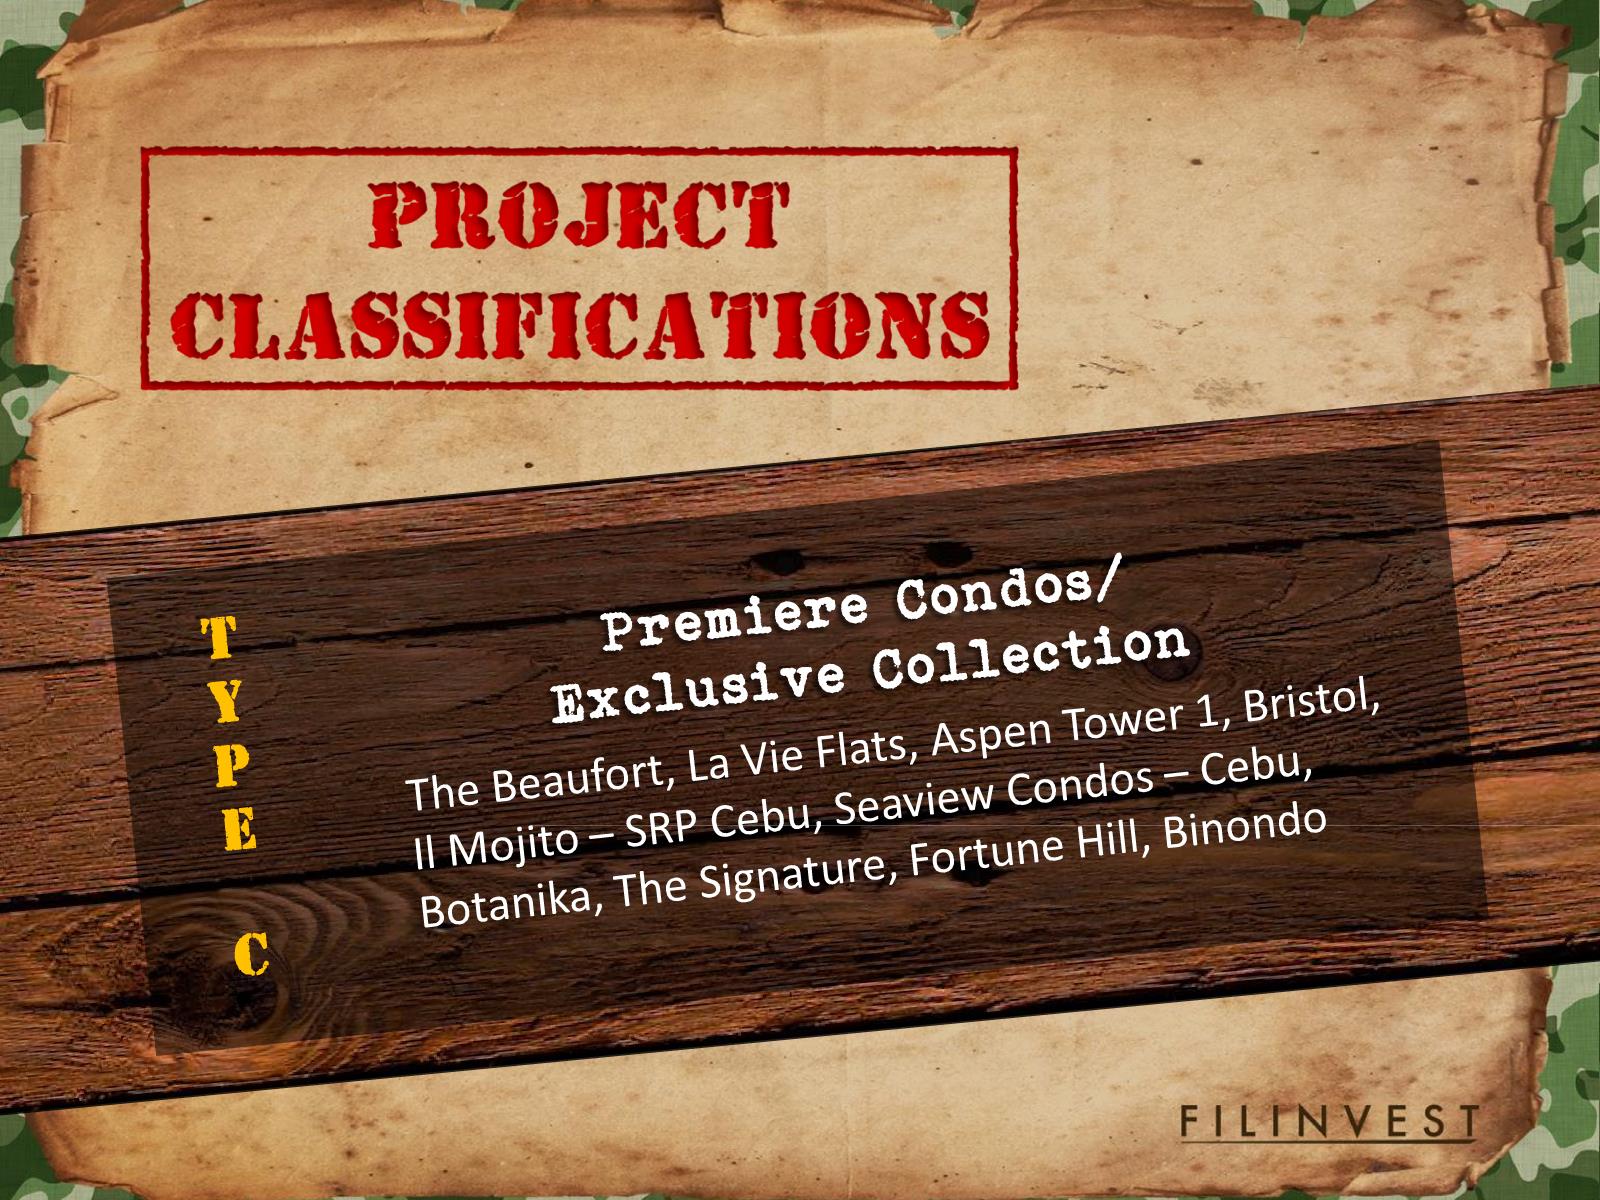 PROJECT
CLASSIFICATIONS
TYPE C
Premiere Condos/
Exclusive Collection
The Beaufort, La Vie Flats, Aspen Tower 1, Bristol,
Il Mojito – SRP Cebu, Seaview Condos – Cebu,
Botanika, The Signature, Fortune Hill, Binondo
FILINVEST